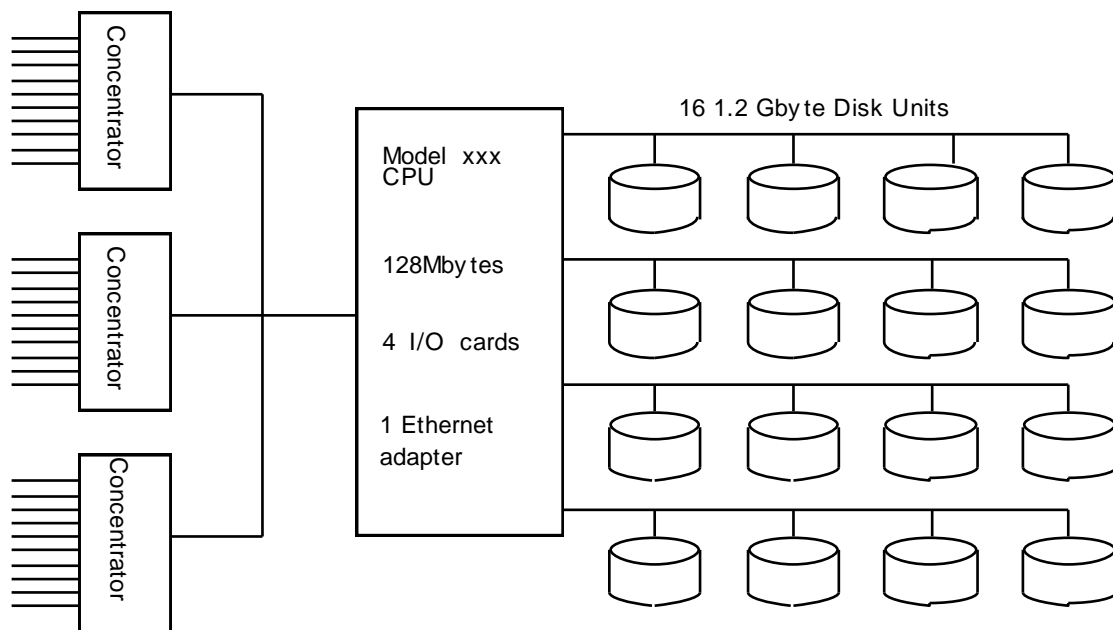 Concentrator
Concentrator
Concentrator
Model xxx
CPU
128Mbytes
4 I/O cards
1 Ethernet
adapter
16 1.2 Gbyte Disk Units